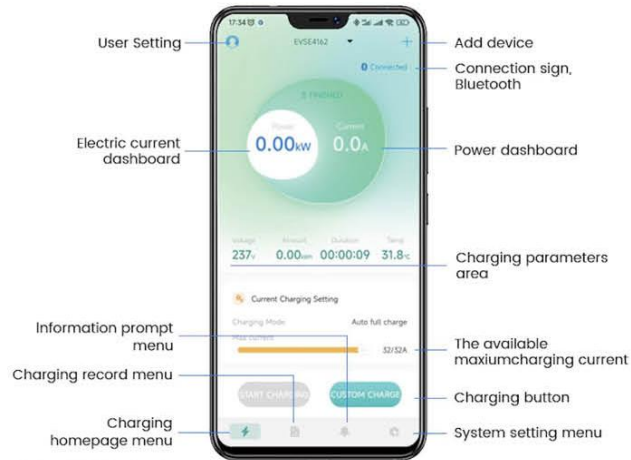 17:34
User Setting
EVSE4162
Add device
Connected
Connection sign,
Bluetooth
FINISHED
Power
Current
0.00kw
0.0A
Electric current
dashboard
Power dashboard
Voltage Amount Duration Temp
237v 0.00kwh 00:00:09 31.8°c
Charging parameters
area
Current Charging Setting
Charging Mode Auto full charge
Max current
32/32A
Information prompt
menu
The available
maxiumcharging current
Charging record menu
START CHARGING
CUSTOM CHARGE
Charging button
Charging
homepage menu
System setting menu